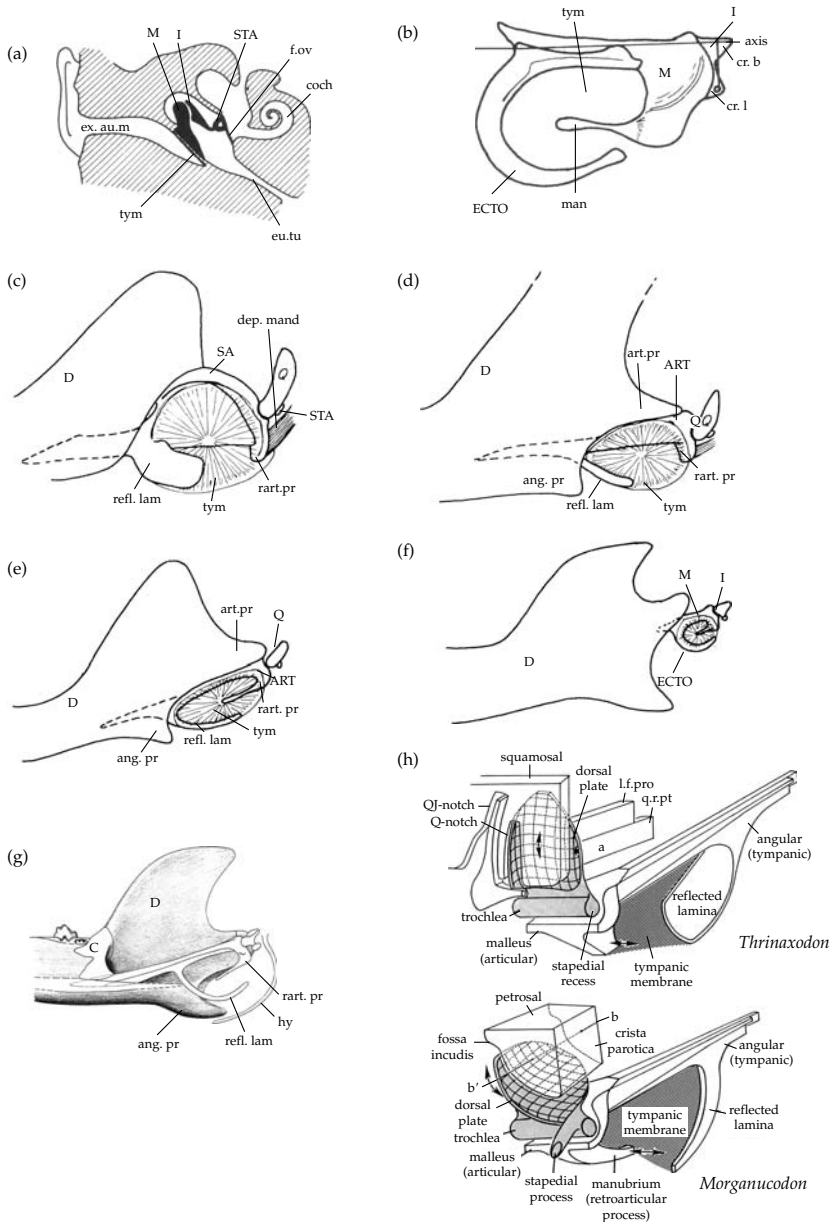 (a)
M
I
STA
f.ov
coch
ex. au.m
tym
eu.tu
(b)
tym
I
axis
cr. b
M
cr. l
ECTO
man
(c)
dep. mand
SA
D
Q
STA
refl. lam
rart.pr
tym
(d)
art.pr
ART
D
Q
ang. pr
rart. pr
refl. lam
tym
(e)
art.pr
Q
D
ART
rart. pr
tym
refl. lam
ang. pr
(f)
M
I
D
ECTO
(g)
D
C
rart. pr
ang. pr
refl. lam
hy
(h)
squamosal
dorsal
plate
l.f.pro
q.r.pt
QJ-notch
Q-notch
a
angular
(tympanic)
reflected
lamina
trochlea
malleus
(articular)
stapedial
recess
tympanic
membrane
Thrinaxodon
petrosal
b
fossa
incudis
crista
parotica
angular
(tympanic)
b'
dorsal
plate
trochlea
malleus
(articular)
tympanic
membrane
reflected
lamina
stapedial
process
manubrium
(retroarticular
process)
Morganucodon